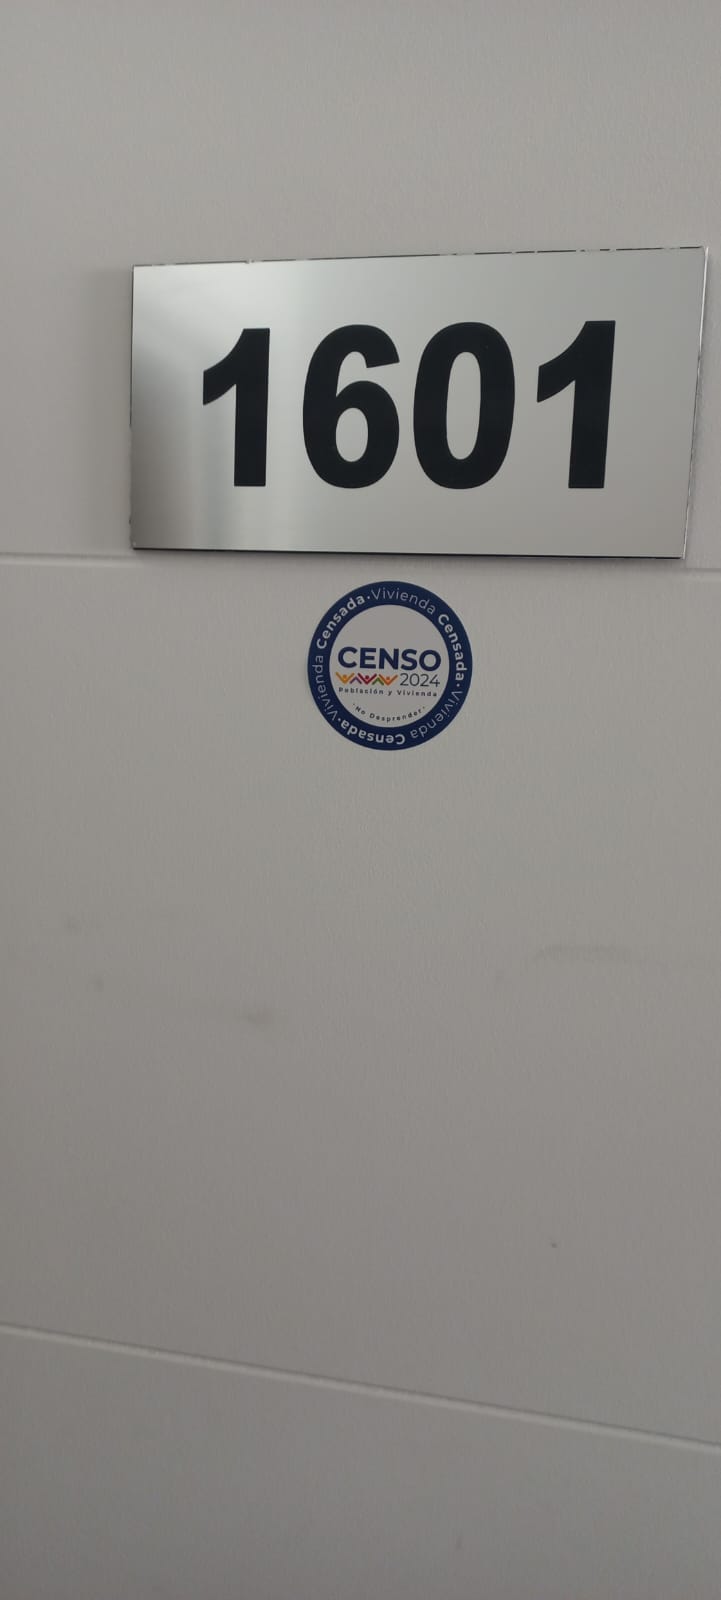 1601
Vivienda Censada · Vivienda Censada · Vivienda Censada ·
CENSO
2024
Población y Vivienda
·No Desprender·